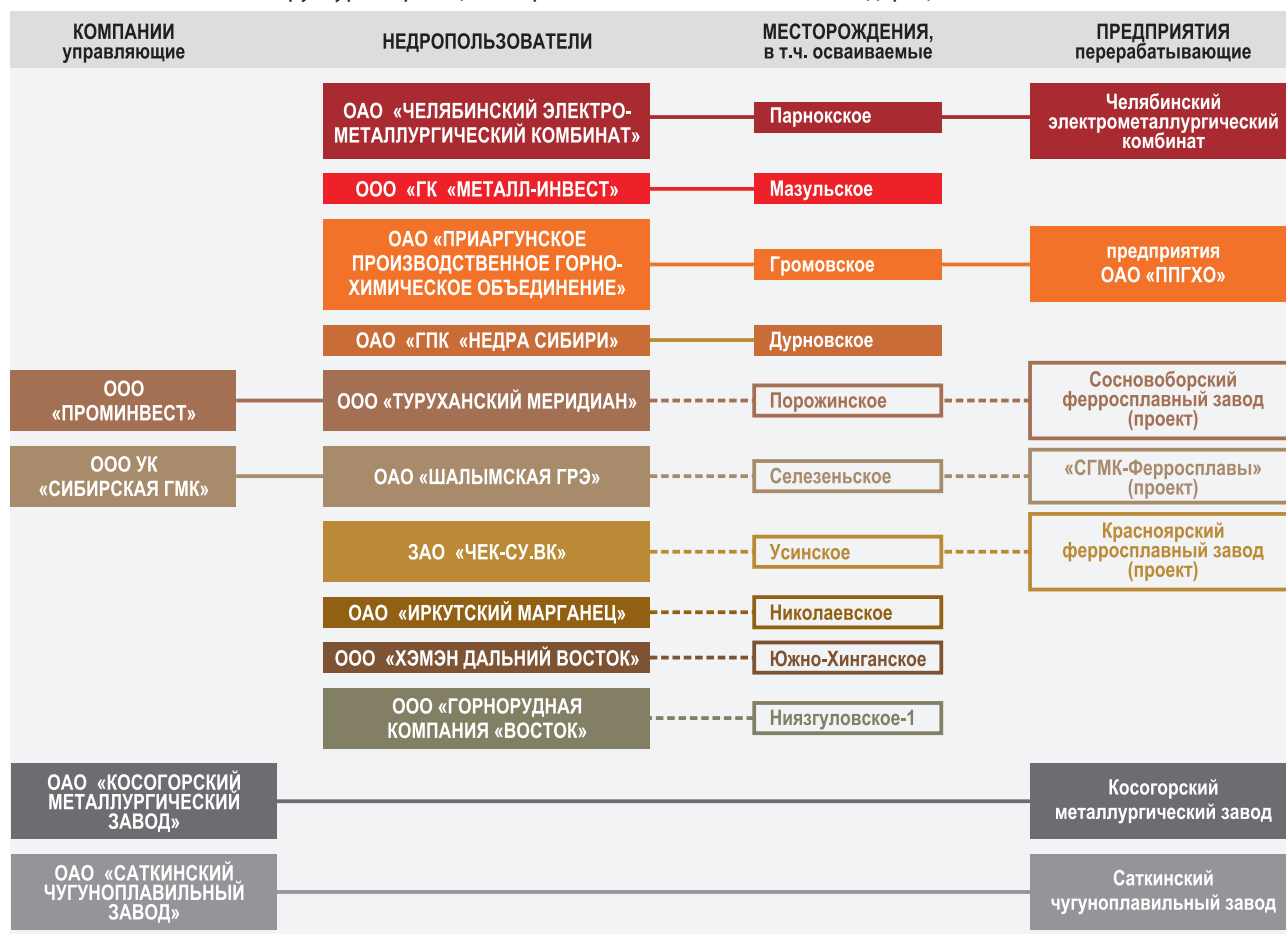 КОМПАНИИ
управляющие
НЕДРОПОЛЬЗОВАТЕЛИ
МЕСТОРОЖДЕНИЯ,
в т.ч. осваиваемые
ПРЕДПРИЯТИЯ
перерабатывающие
ОАО «ЧЕЛЯБИНСКИЙ ЭЛЕКТРО-
МЕТАЛЛУРГИЧЕСКИЙ КОМБИНАТ»
Парнокское
Челябинский
электрометаллургический
комбинат
ООО «ГК «МЕТАЛЛ-ИНВЕСТ»
Мазульское
ОАО «ПРИАРГУНСКОЕ
ПРОИЗВОДСТВЕННОЕ ГОРНО-
ХИМИЧЕСКОЕ ОБЪЕДИНЕНИЕ»
Громовское
предприятия
ОАО «ППГХО»
ОАО «ГПК «НЕДРА СИБИРИ»
Дурновское
ООО
«ПРОМИНВЕСТ»
ООО «ТУРУХАНСКИЙ МЕРИДИАН»
Порожинское
Сосновоборский
ферросплавный завод
(проект)
ООО УК
«СИБИРСКАЯ ГМК»
ОАО «ШАЛЫМСКАЯ ГРЭ»
Селезеньское
«СГМК-Ферросплавы»
(проект)
ЗАО «ЧЕК-СУ.ВК»
Усинское
Красноярский
ферросплавный завод
(проект)
ОАО «ИРКУТСКИЙ МАРГАНЕЦ»
Николаевское
ООО «ХЭМЭН ДАЛЬНИЙ ВОСТОК»
Южно-Хинганское
ООО «ГОРНОРУДНАЯ
КОМПАНИЯ «ВОСТОК»
Ниязгуловское-1
ОАО «КОСОГОРСКИЙ
МЕТАЛЛУРГИЧЕСКИЙ
ЗАВОД»
Косогорский
металлургический завод
ОАО «САТКИНСКИЙ
ЧУГУНОПЛАВИЛЬНЫЙ
ЗАВОД»
Саткинский
чугуноплавильный завод